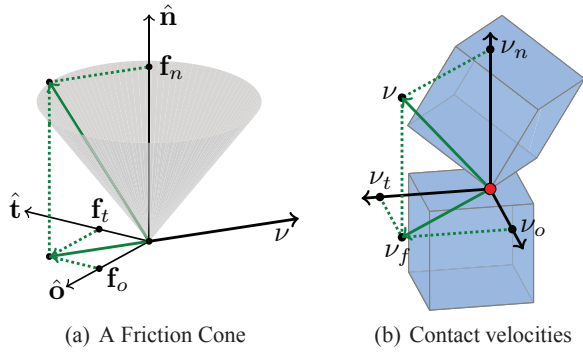 n̂
f_n
t̂
f_t
ô
f_o
ν
(a) A Friction Cone
ν_n
ν
ν_t
ν_f
ν_o
(b) Contact velocities